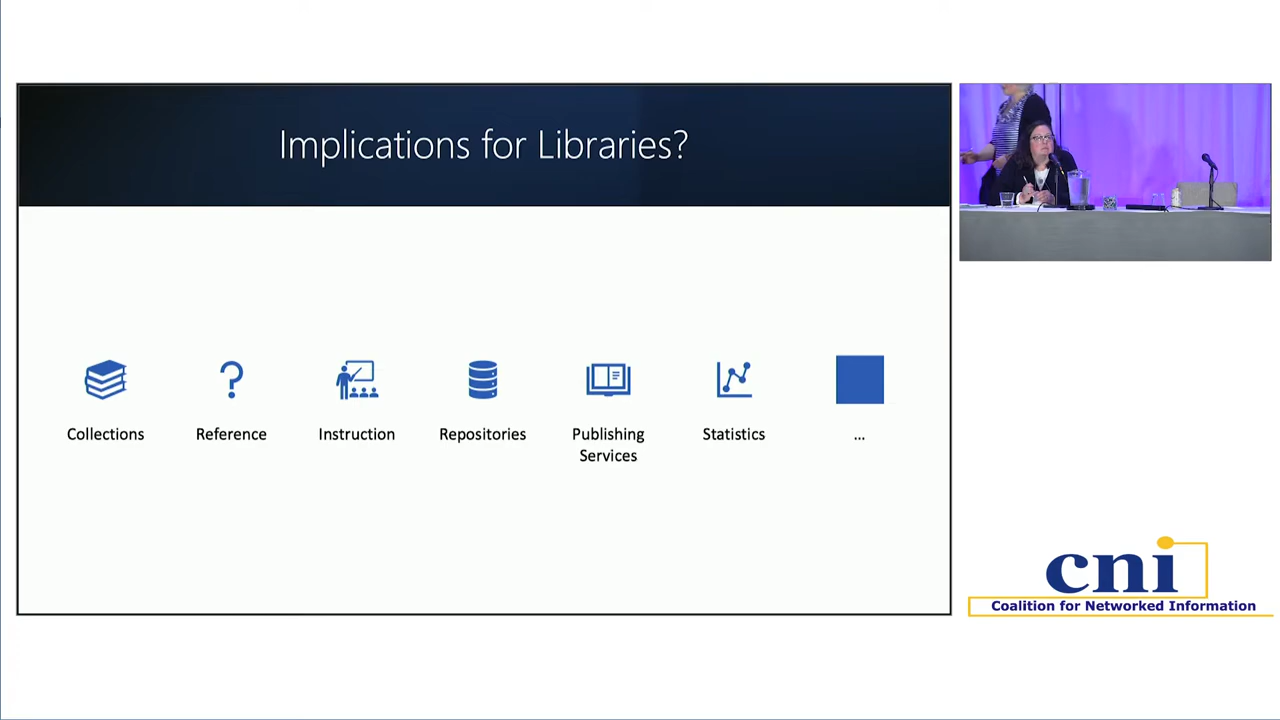 Implications for Libraries?
Collections
Reference
Instruction
Repositories
Publishing
Services
Statistics
...
cni
Coalition for Networked Information